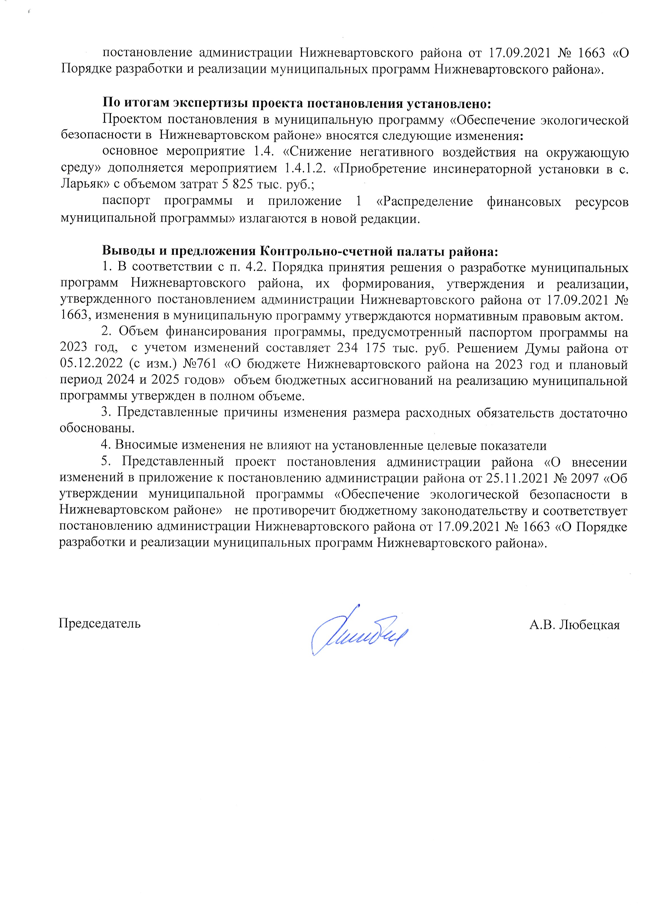 постановление администрации Нижневартовского района от 17.09.2021 № 1663 «О
Порядке разработки и реализации муниципальных программ Нижневартовского района».
По итогам экспертизы проекта постановления установлено:
Проектом постановления в муниципальную программу «Обеспечение экологической
безопасности в Нижневартовском районе» вносятся следующие изменения:
основное мероприятие 1.4. «Снижение негативного воздействия на окружающую
среду» дополняется мероприятием 1.4.1.2. «Приобретение инсинераторной установки в с.
Ларьяк» с объемом затрат 5 825 тыс. руб.;
паспорт программы и приложение 1 «Распределение финансовых ресурсов
муниципальной программы» излагаются в новой редакции.
Выводы и предложения Контрольно-счетной палаты района:
1. В соответствии с п. 4.2. Порядка принятия решения о разработке муниципальных
программ Нижневартовского района, их формирования, утверждения и реализации,
утвержденного постановлением администрации Нижневартовского района от 17.09.2021 №
1663, изменения в муниципальную программу утверждаются нормативным правовым актом.
2. Объем финансирования программы, предусмотренный паспортом программы на
2023 год, с учетом изменений составляет 234 175 тыс. руб. Решением Думы района от
05.12.2022 (с изм.) №761 «О бюджете Нижневартовского района на 2023 год и плановый
период 2024 и 2025 годов» объем бюджетных ассигнований на реализацию муниципальной
программы утвержден в полном объеме.
3. Представленные причины изменения размера расходных обязательств достаточно
обоснованы.
4. Вносимые изменения не влияют на установленные целевые показатели
5. Представленный проект постановления администрации района «О внесении
изменений в приложение к постановлению администрации района от 25.11.2021 № 2097 «Об
утверждении муниципальной программы «Обеспечение экологической безопасности в
Нижневартовском районе» не противоречит бюджетному законодательству и соответствует
постановлению администрации Нижневартовского района от 17.09.2021 № 1663 «О Порядке
разработки и реализации муниципальных программ Нижневартовского района».
Председатель А.В. Любецкая